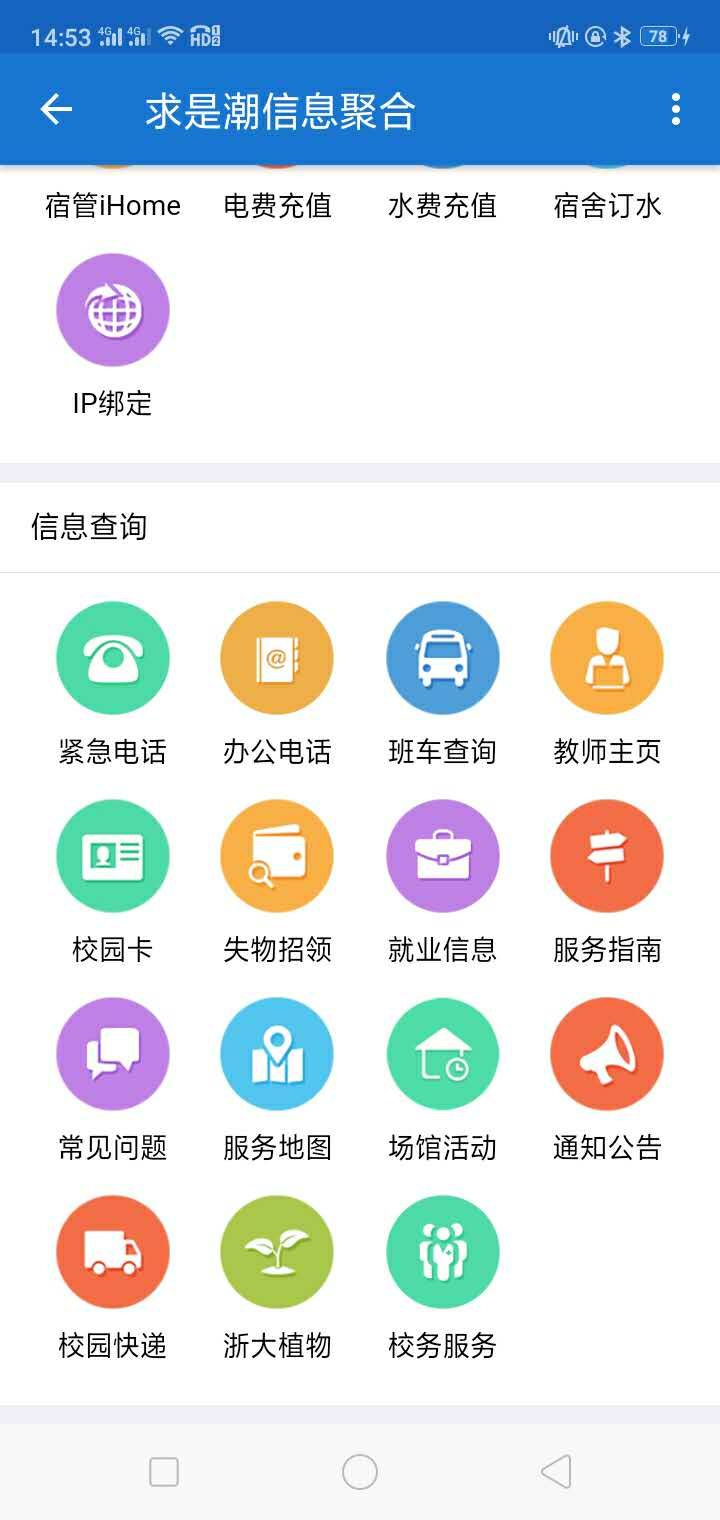 14:53 4G 4G HD 1 2 78
求是潮信息聚合
宿管iHome 电费充值 水费充值 宿舍订水
IP绑定
信息查询
@
紧急电话 办公电话 班车查询 教师主页
校园卡 失物招领 就业信息 服务指南
常见问题 服务地图 场馆活动 通知公告
校园快递 浙大植物 校务服务